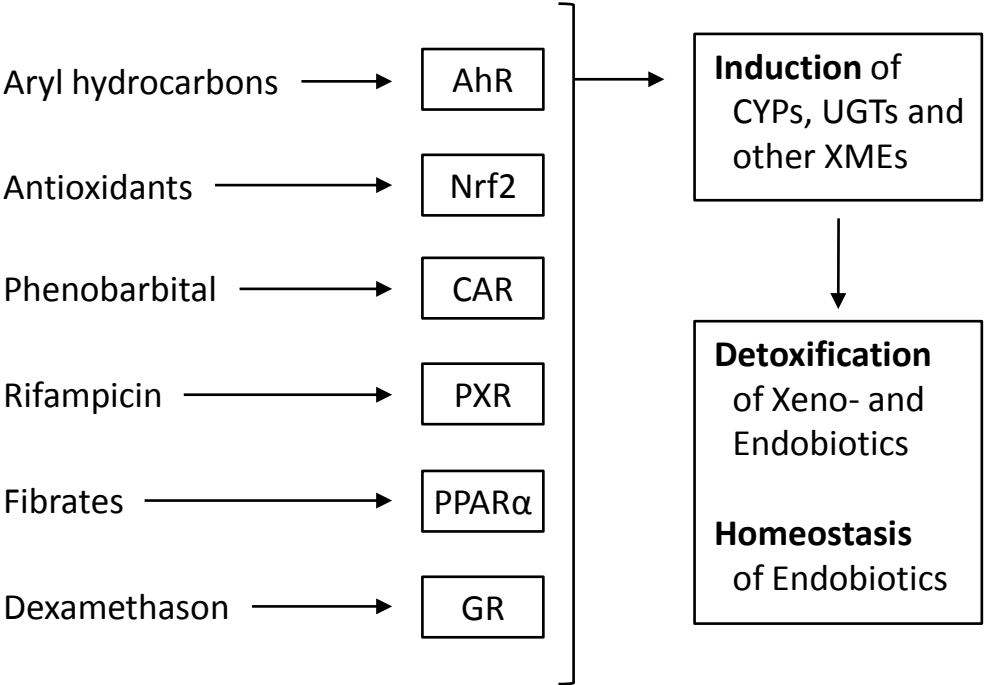 Aryl hydrocarbons
AhR
Antioxidants
Nrf2
Phenobarbital
CAR
Rifampicin
PXR
Fibrates
PPARα
Dexamethason
GR
Induction of
CYPs, UGTs and
other XMEs
Detoxification
of Xeno- and
Endobiotics
Homeostasis
of Endobiotics